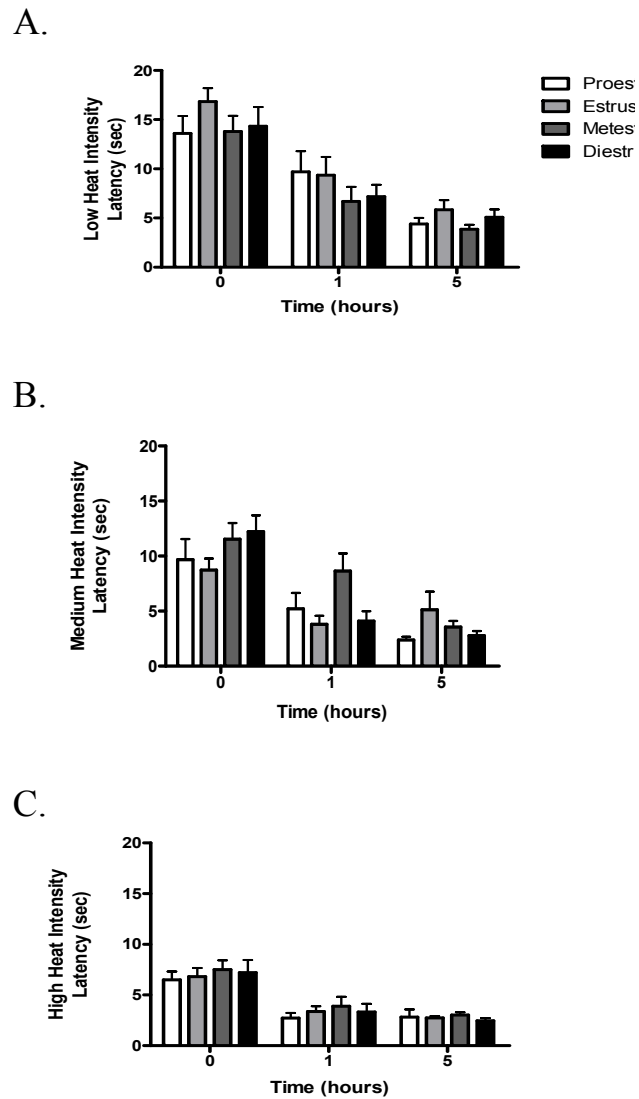 A.
20
15
10
5
0
Low Heat Intensity
Latency (sec)
0 1 5
Time (hours)
Proest
Estrus
Metest
Diestr
B.
20
15
10
5
0
Medium Heat Intensity
Latency (sec)
0 1 5
Time (hours)
C.
20
15
10
5
0
High Heat Intensity
Latency (sec)
0 1 5
Time (hours)